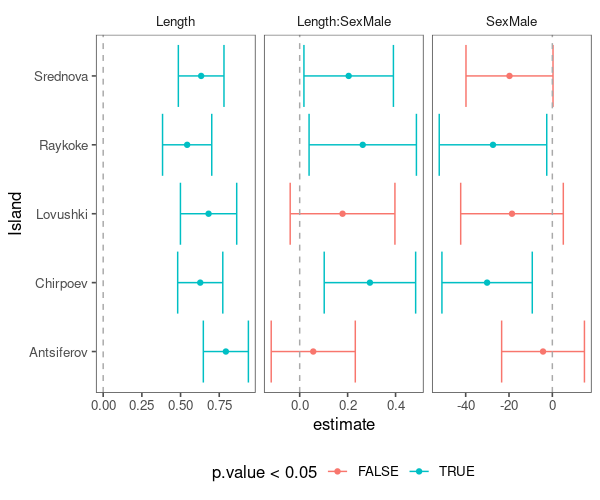 Length Length:SexMale SexMale
Srednova
Raykoke
Lovushki
Chirpoev
Antsiferov
Island
0.00 0.25 0.50 0.75 0.0 0.2 0.4 -40 -20 0
estimate
p.value < 0.05 FALSE TRUE